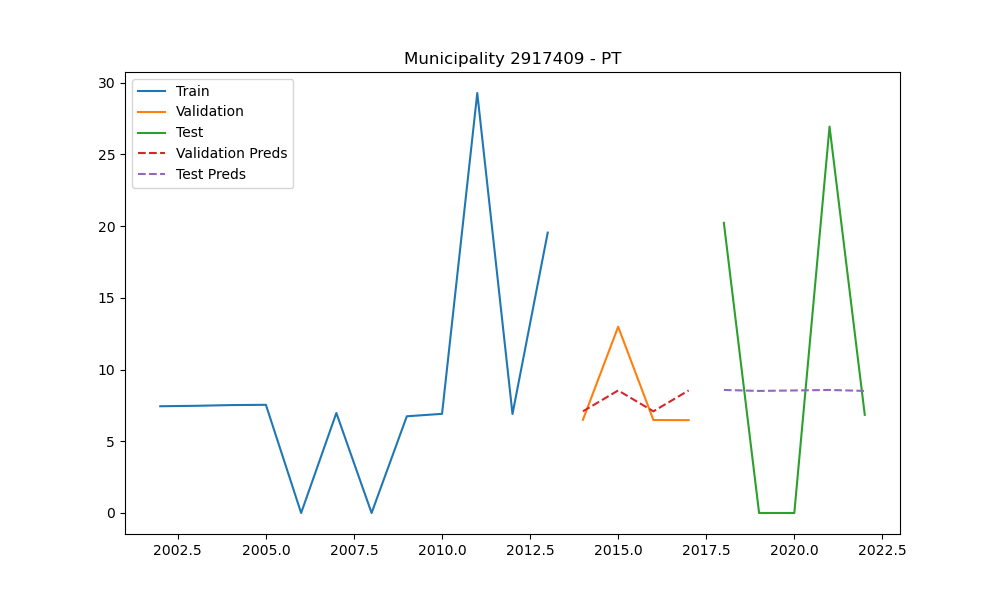 Municipality 2917409 - PT
Train
Validation
Test
Validation Preds
Test Preds
30
25
20
15
10
5
0
2002.5 2005.0 2007.5 2010.0 2012.5 2015.0 2017.5 2020.0 2022.5